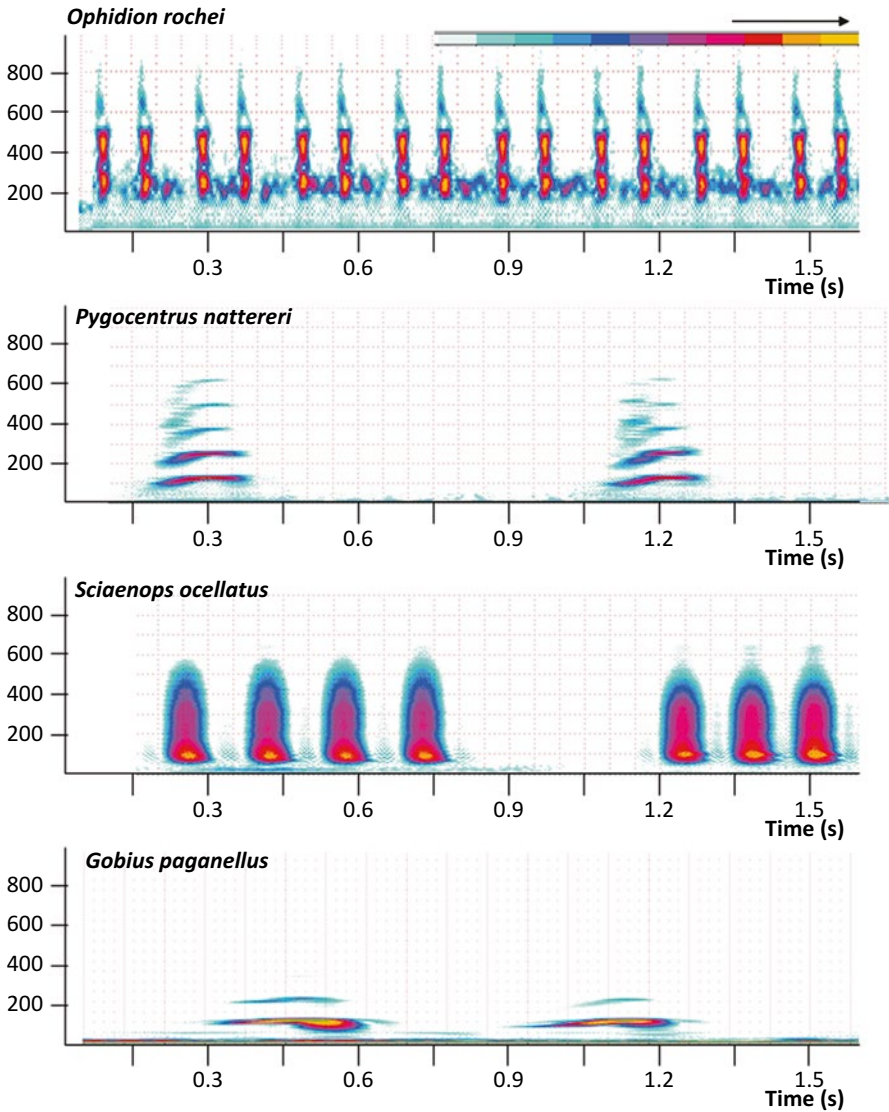 Ophidion rochei
800
600
400
200
0.3 0.6 0.9 1.2 1.5
Time (s)
Pygocentrus nattereri
800
600
400
200
0.3 0.6 0.9 1.2 1.5
Time (s)
Sciaenops ocellatus
800
600
400
200
0.3 0.6 0.9 1.2 1.5
Time (s)
Gobius paganellus
800
600
400
200
0.3 0.6 0.9 1.2 1.5
Time (s)